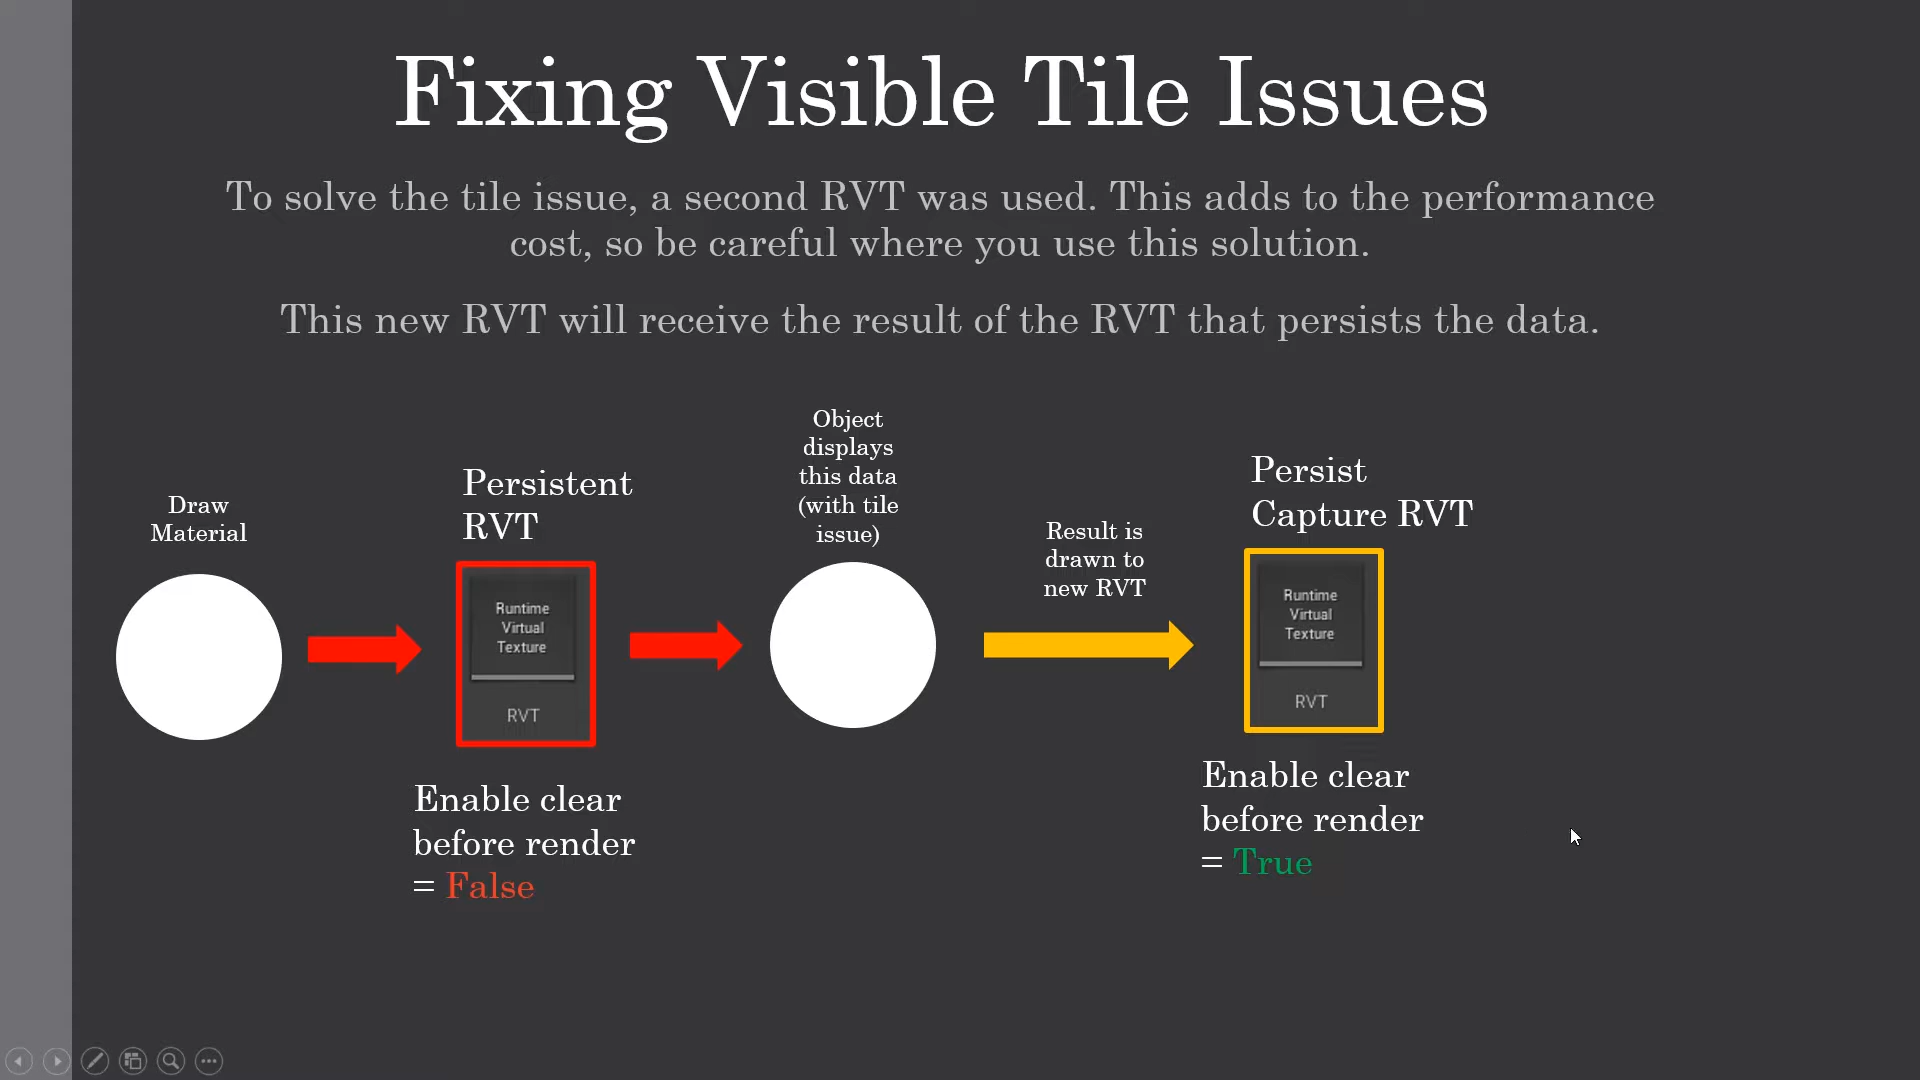 Fixing Visible Tile Issues
To solve the tile issue, a second RVT was used. This adds to the performance
cost, so be careful where you use this solution.
This new RVT will receive the result of the RVT that persists the data.
Draw
Material
Persistent
RVT
Runtime
Virtual
Texture
RVT
Enable clear
before render
= False
Object
displays
this data
(with tile
issue)
Result is
drawn to
new RVT
Persist
Capture RVT
Runtime
Virtual
Texture
RVT
Enable clear
before render
= True